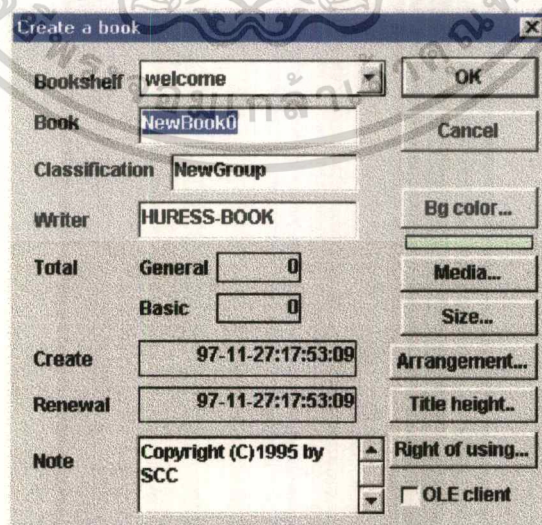 Create a book
Bookshelf welcome OK
Book NewBook0 Cancel
Classification NewGroup
Writer HURESS-BOOK Bg color...
Total General 0 Media...
Basic 0 Size...
Create 97-11-27:17:53:09 Arrangement...
Renewal 97-11-27:17:53:09 Title height..
Note Copyright (C)1995 by Right of using...
SCC OLE client